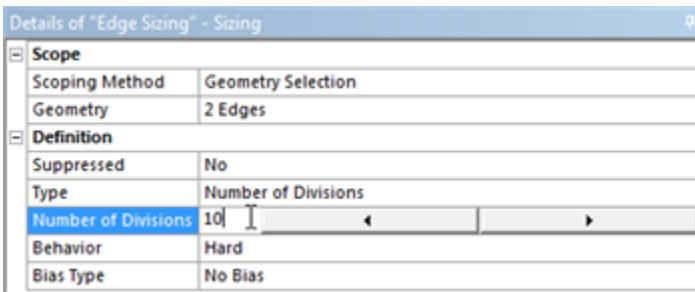 Details of "Edge Sizing" - Sizing
Scope
Scoping Method Geometry Selection
Geometry 2 Edges
Definition
Suppressed No
Type Number of Divisions
Number of Divisions 10
Behavior Hard
Bias Type No Bias